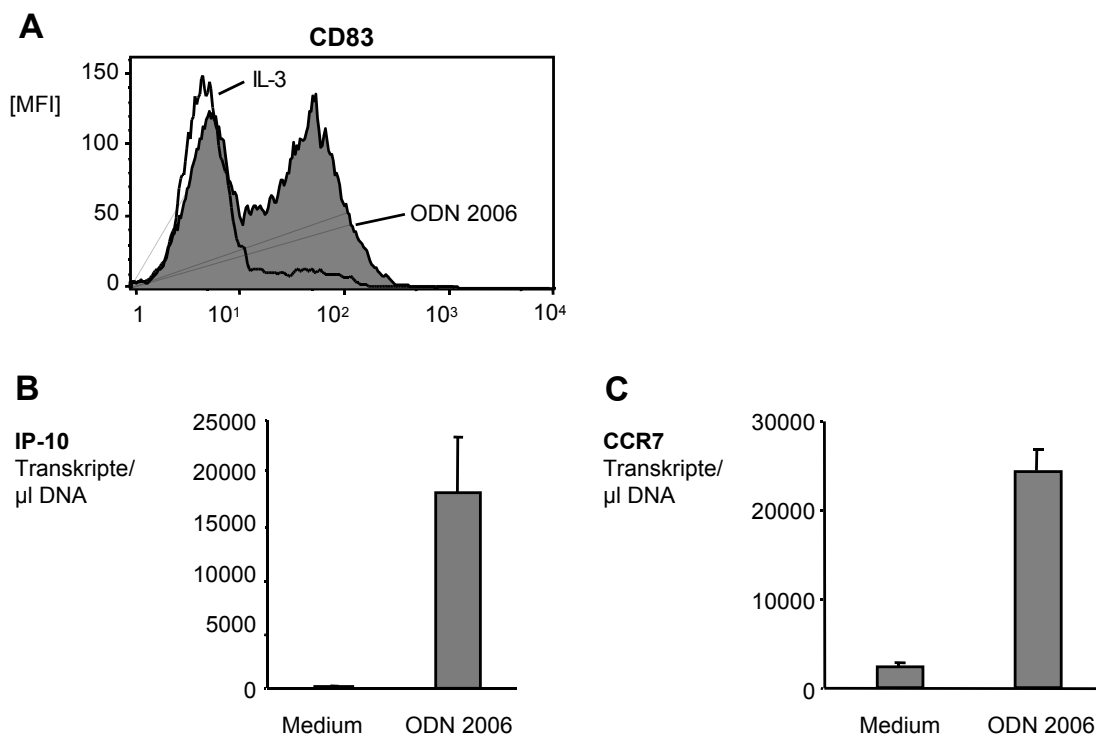 A
CD83
[MFI]
150
100
50
0
IL-3
ODN 2006
1
10¹
10²
10³
10⁴
B
IP-10
Transkripte/
µl DNA
25000
20000
15000
10000
5000
0
Medium
ODN 2006
C
CCR7
Transkripte/
µl DNA
30000
20000
10000
0
Medium
ODN 2006